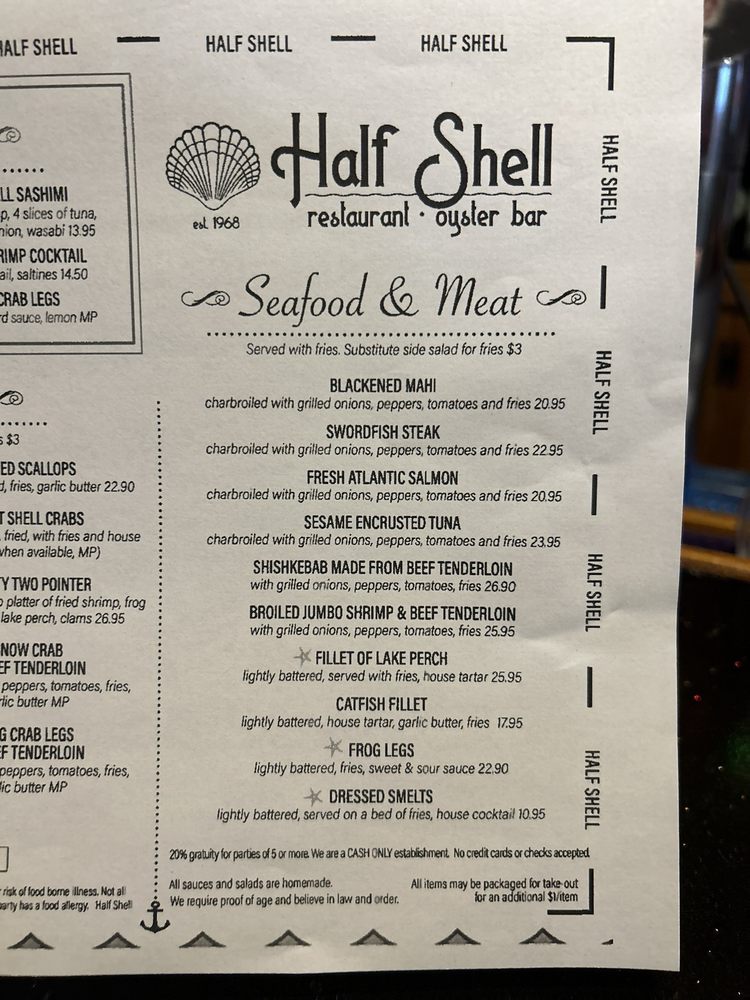 HALF SHELL HALF SHELL HALF SHELL
HALF SHELL
HALF SHELL
HALF SHELL
HALF SHELL
SASHIMI
4 slices of tuna,
wasabi 13.95
COCKTAIL
saltines 14.50
CRAB LEGS
sauce, lemon MP
$3
SCALLOPS
fries, garlic butter 22.90
SHELL CRABS
fried, with fries and house
when available, MP)
TWO POINTER
platter of fried shrimp, frog
lake perch, clams 26.95
CRAB
TENDERLOIN
peppers, tomatoes, fries,
butter MP
CRAB LEGS
TENDERLOIN
peppers, tomatoes, fries,
butter MP
risk of food borne illness. Not all
party has a food allergy. Half Shell
Half Shell
est. 1968
restaurant · oyster bar
Seafood & Meat
Served with fries. Substitute side salad for fries $3
BLACKENED MAHI
charbroiled with grilled onions, peppers, tomatoes and fries 20.95
SWORDFISH STEAK
charbroiled with grilled onions, peppers, tomatoes and fries 22.95
FRESH ATLANTIC SALMON
charbroiled with grilled onions, peppers, tomatoes and fries 20.95
SESAME ENCRUSTED TUNA
charbroiled with grilled onions, peppers, tomatoes and fries 23.95
SHISHKEBAB MADE FROM BEEF TENDERLOIN
with grilled onions, peppers, tomatoes, fries 26.90
BROILED JUMBO SHRIMP & BEEF TENDERLOIN
with grilled onions, peppers, tomatoes, fries 25.95
FILLET OF LAKE PERCH
lightly battered, served with fries, house tartar 25.95
CATFISH FILLET
lightly battered, house tartar, garlic butter, fries 17.95
FROG LEGS
lightly battered, fries, sweet & sour sauce 22.90
DRESSED SMELTS
lightly battered, served on a bed of fries, house cocktail 10.95
20% gratuity for parties of 5 or more. We are a CASH ONLY establishment. No credit cards or checks accepted.
All sauces and salads are homemade.
We require proof of age and believe in law and order.
All items may be packaged for take-out
for an additional $1/item